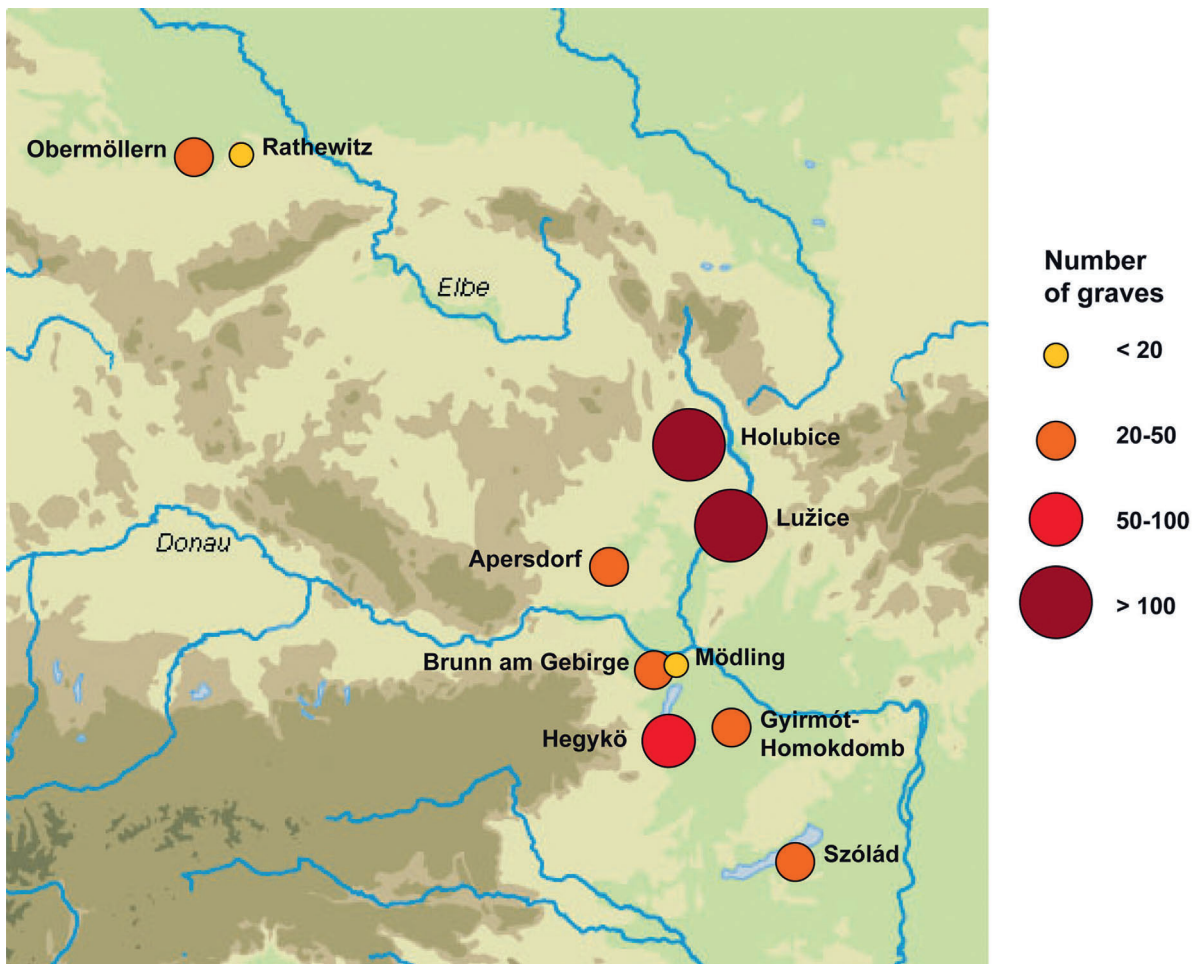 Obermöllern
Rathewitz
Elbe
Holubice
Lužice
Donau
Apersdorf
Brunn am Gebirge
Mödling
Hegykö
Gyirmót-
Homokdomb
Szólád
Number
of graves
< 20
20-50
50-100
> 100